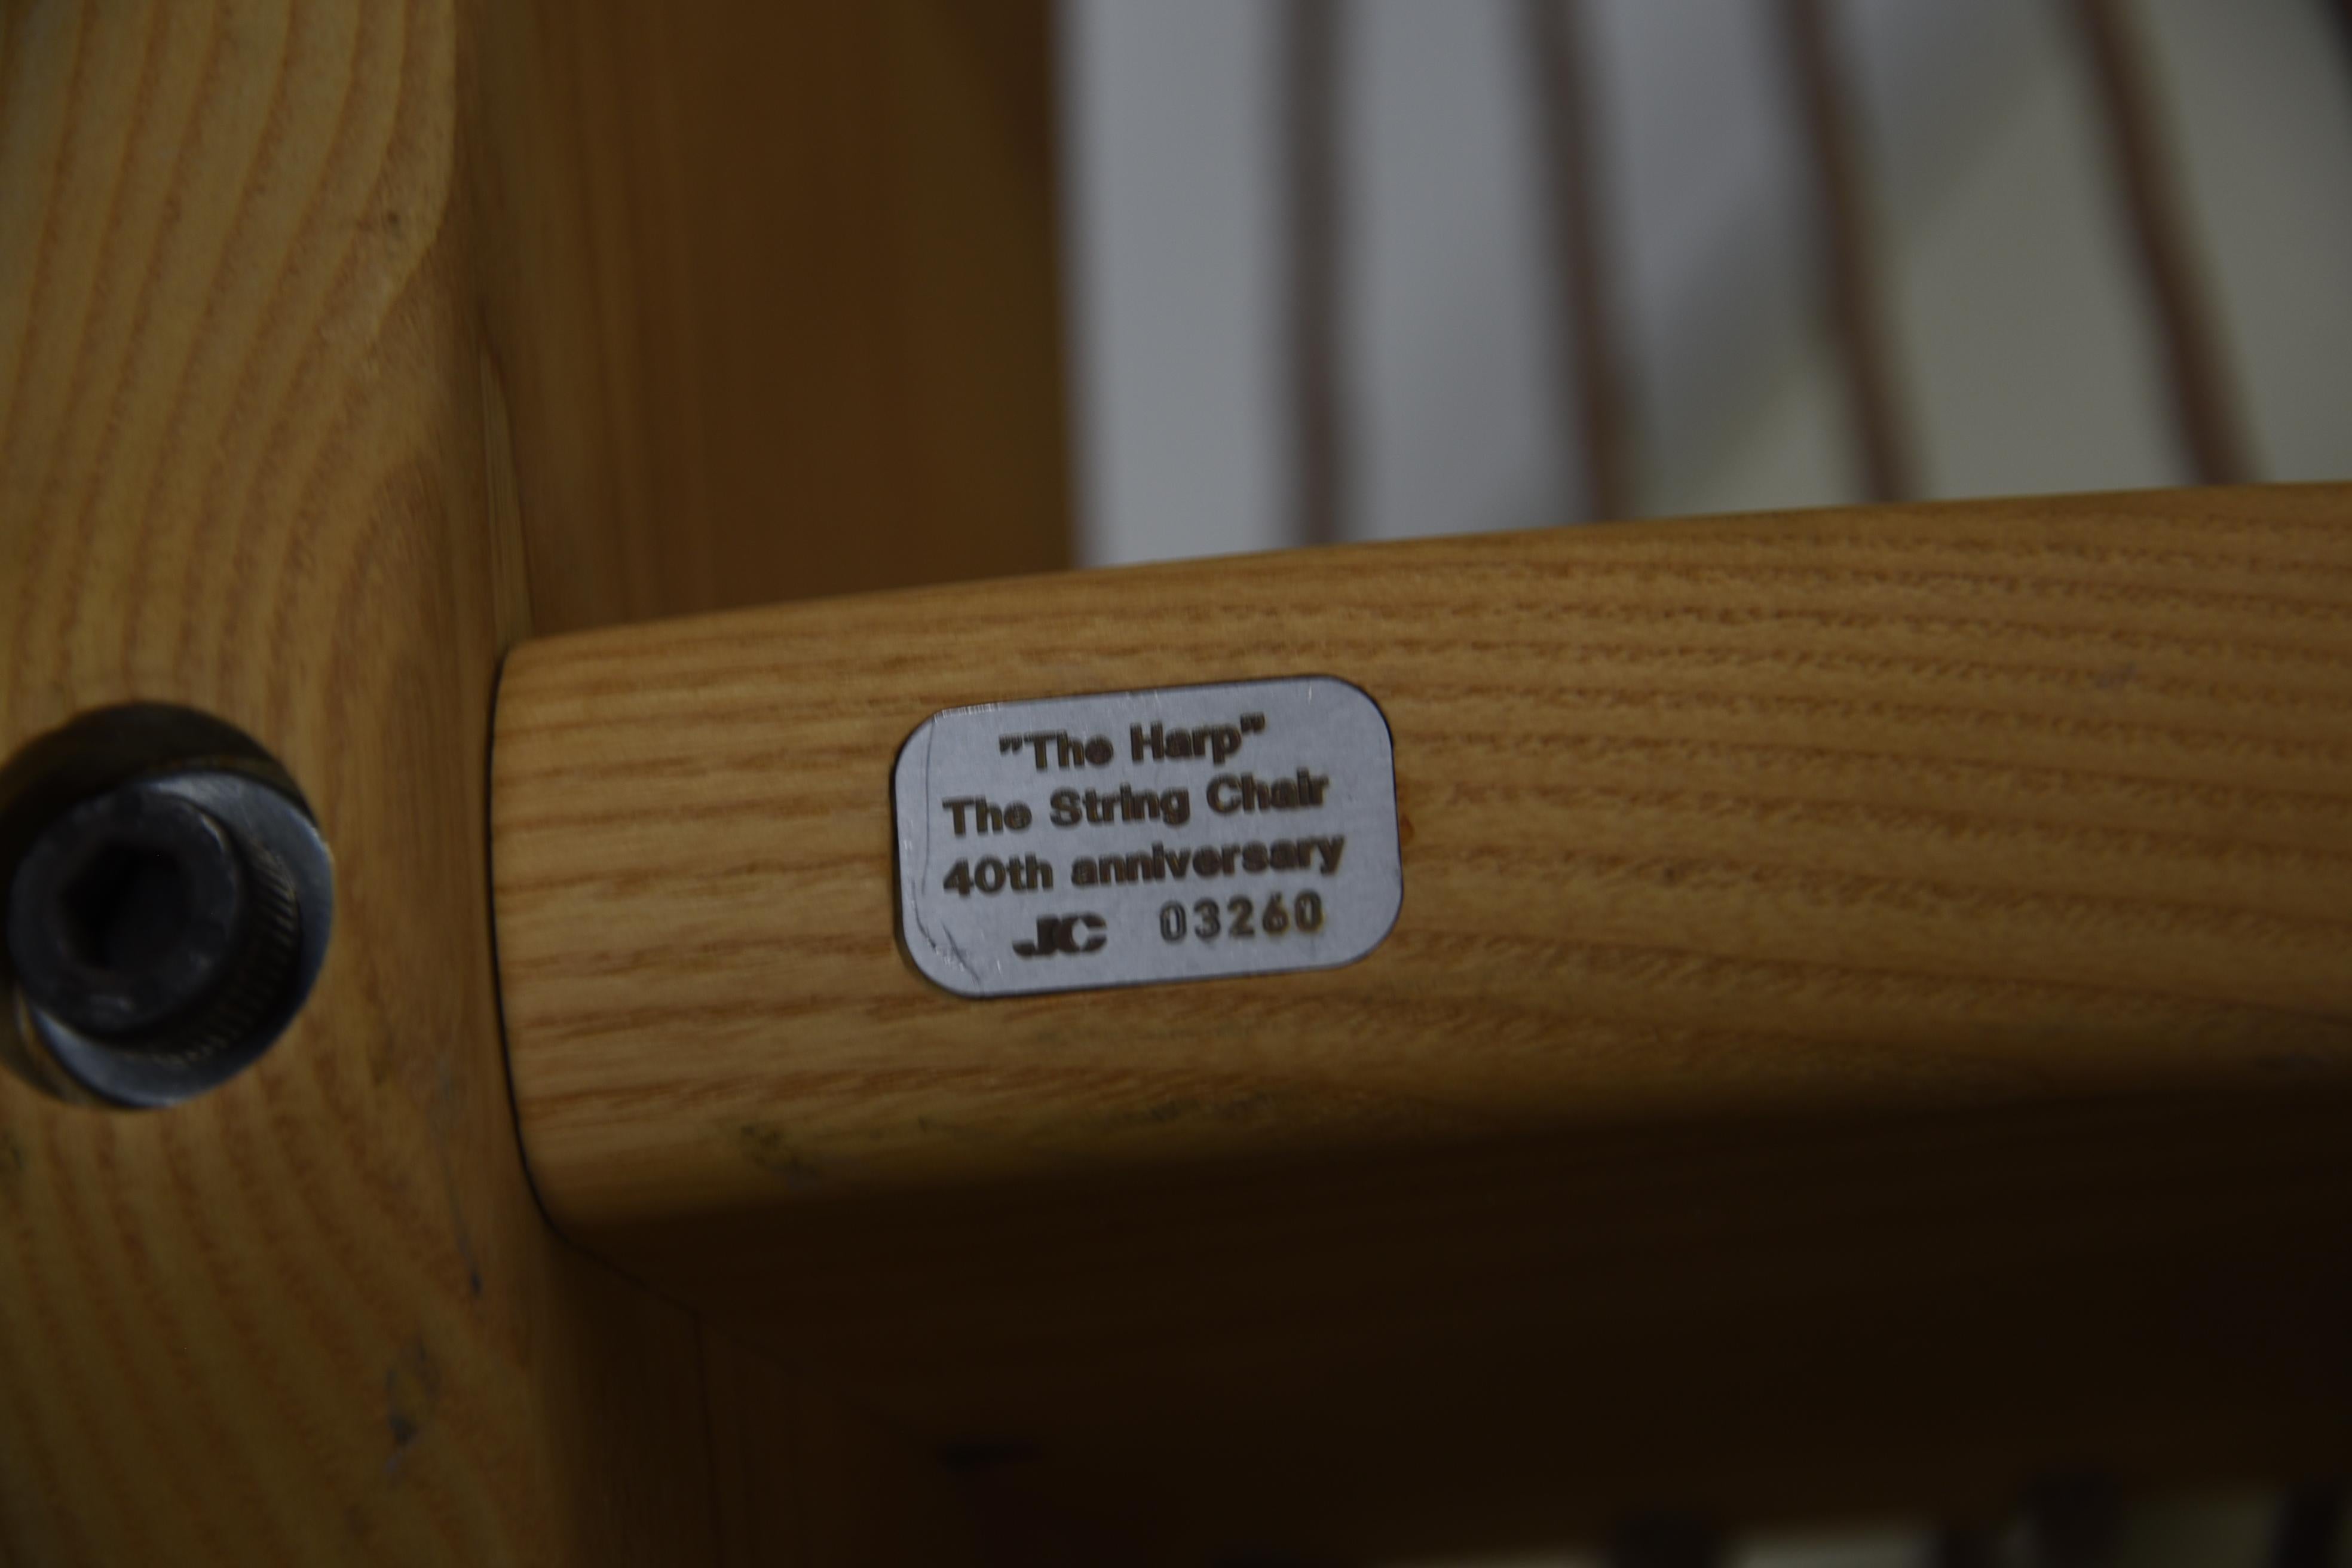 "The Harp"
The String Chair
40th anniversary
JC 03260